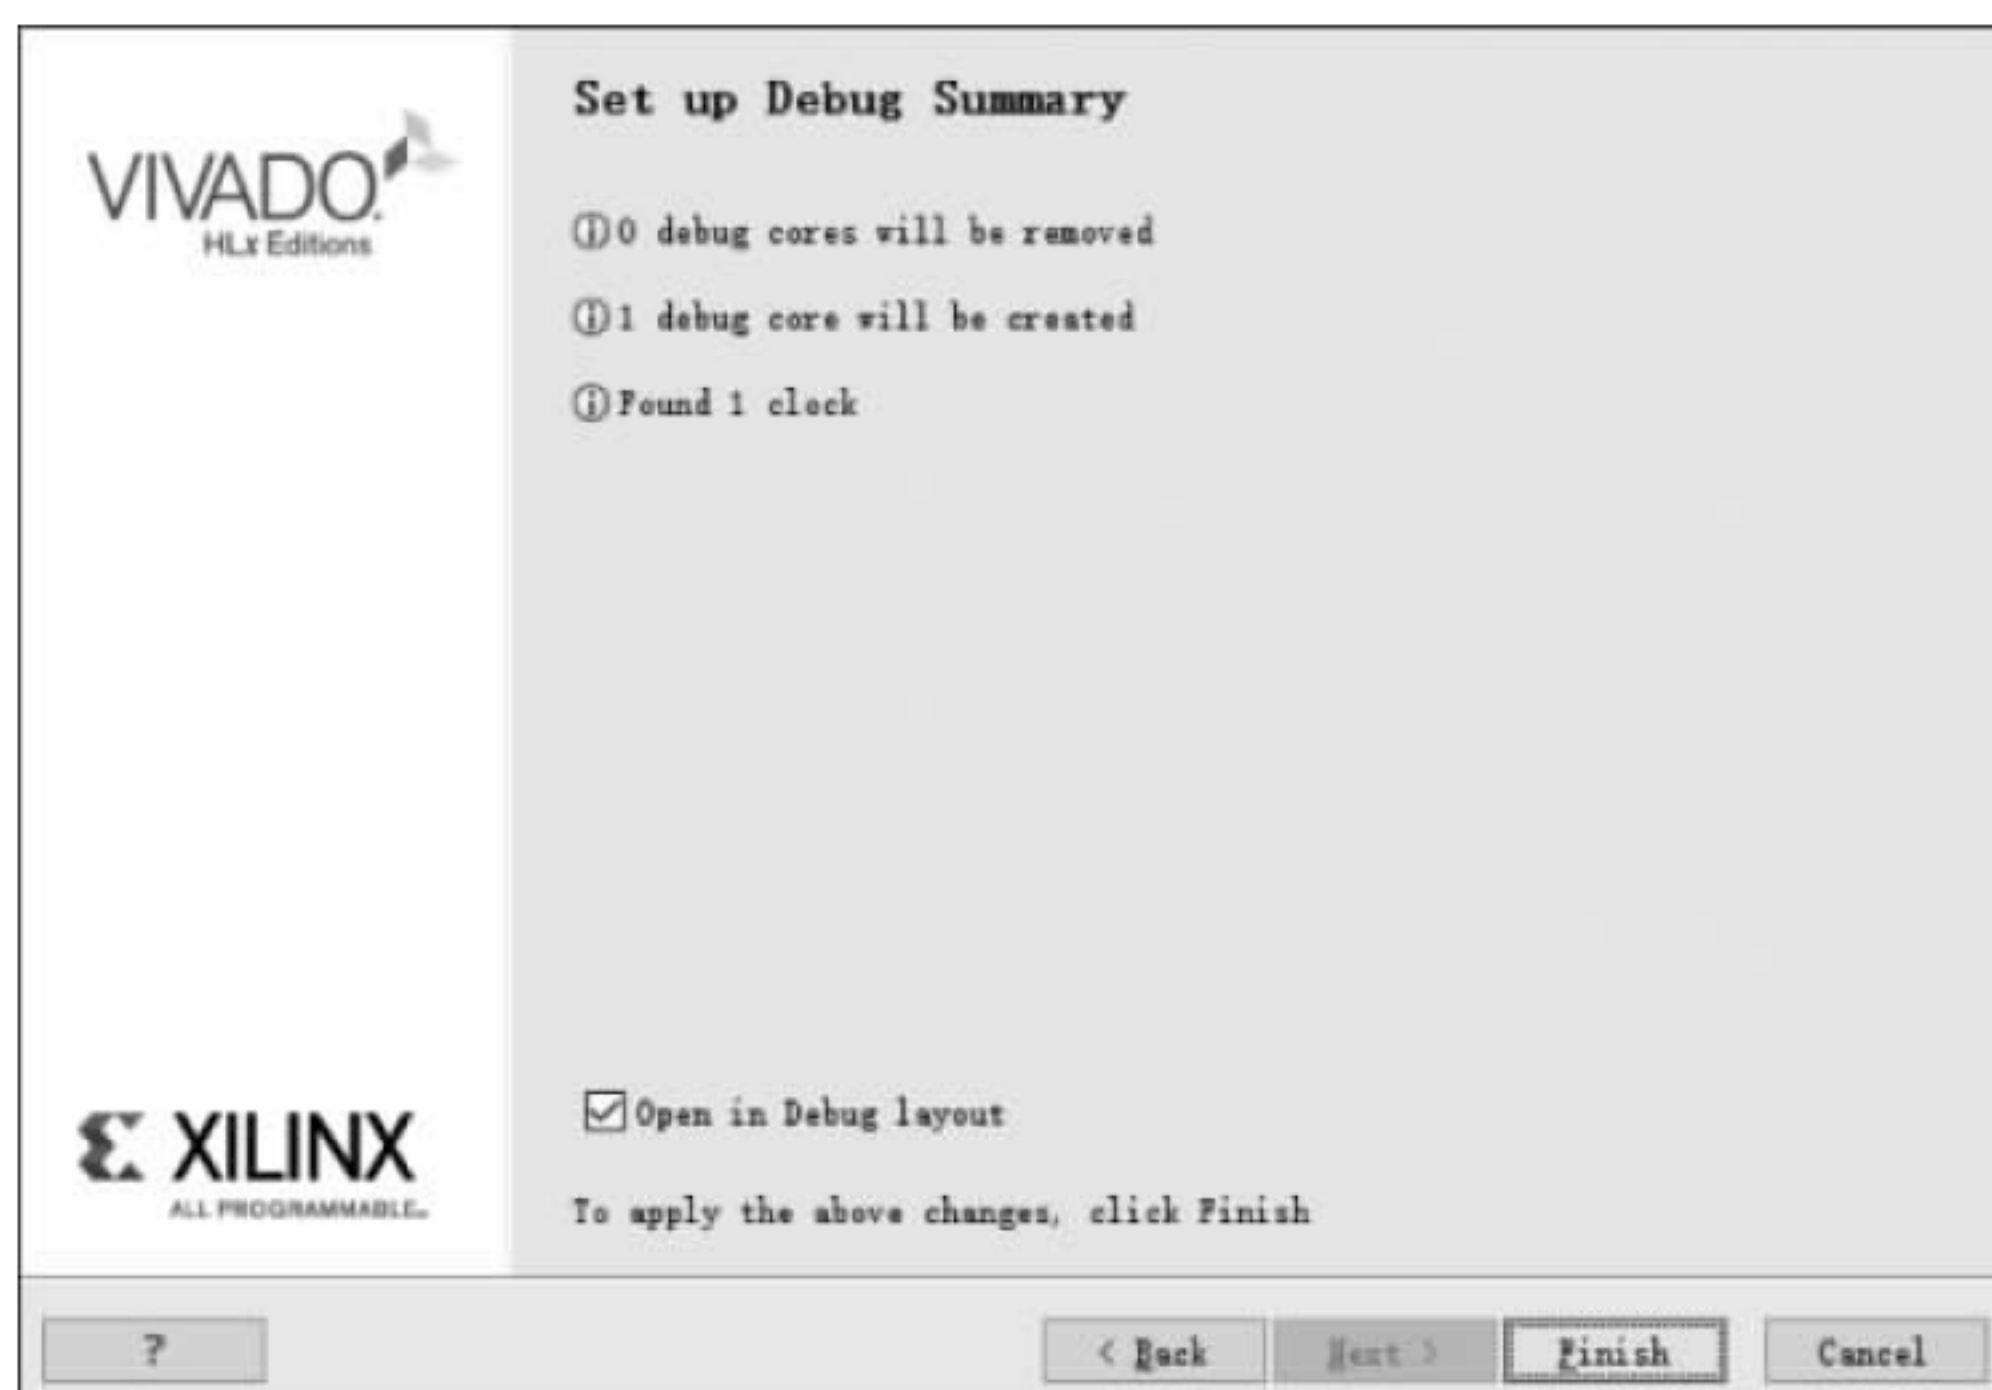 Set up Debug Summary
VIVADO.
HLx Editions
0 debug cores will be removed
1 debug core will be created
Found 1 clock
Open in Debug layout
XILINX
ALL PROGRAMMABLE™
To apply the above changes, click Finish
?
< Back
Next >
Finish
Cancel